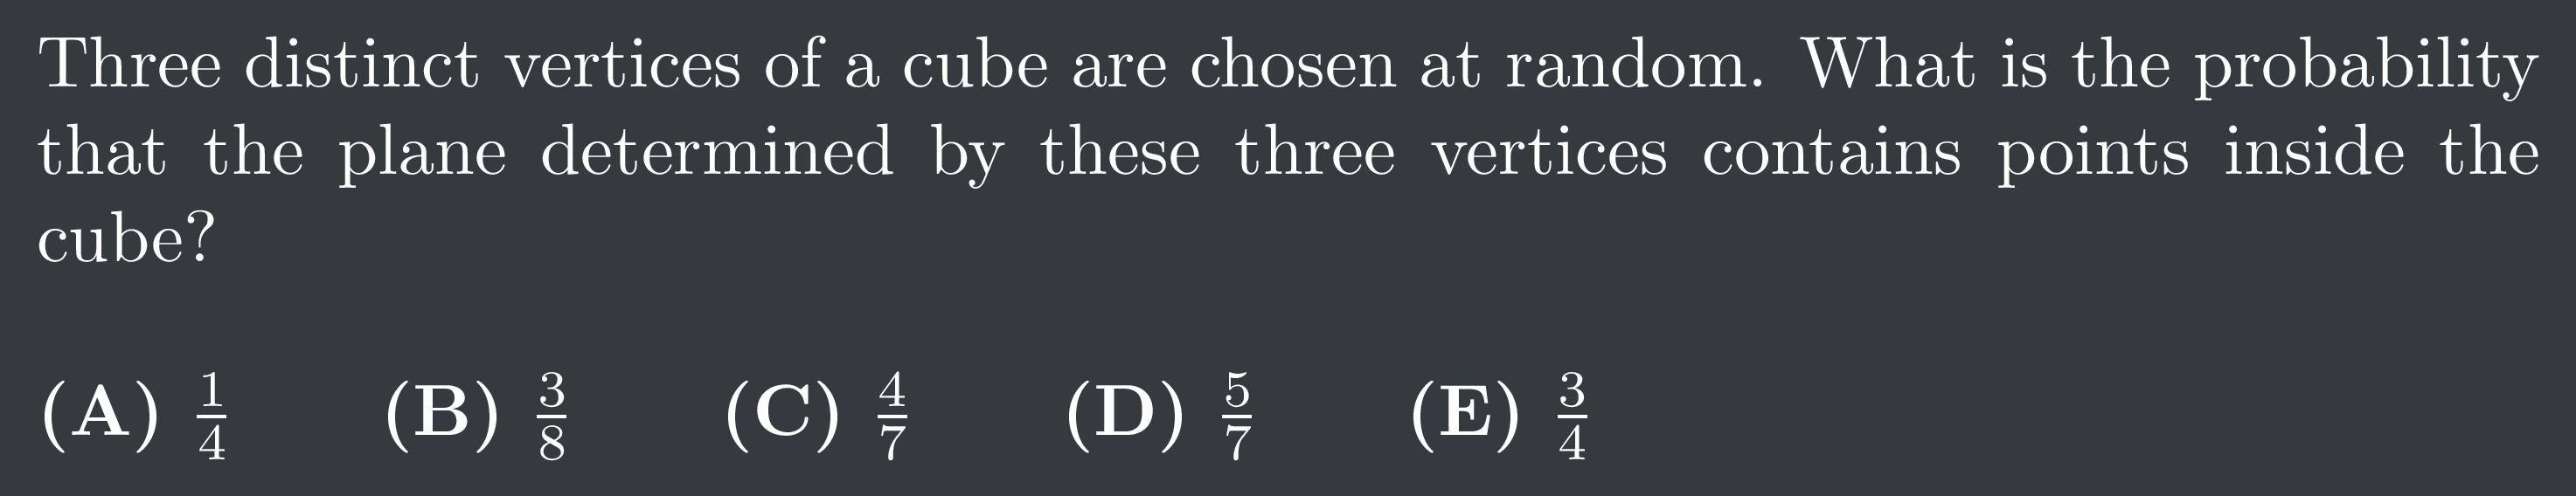 Three distinct vertices of a cube are chosen at random. What is the probability
that the plane determined by these three vertices contains points inside the
cube?
(A) 1/4 (B) 3/8 (C) 4/7 (D) 5/7 (E) 3/4